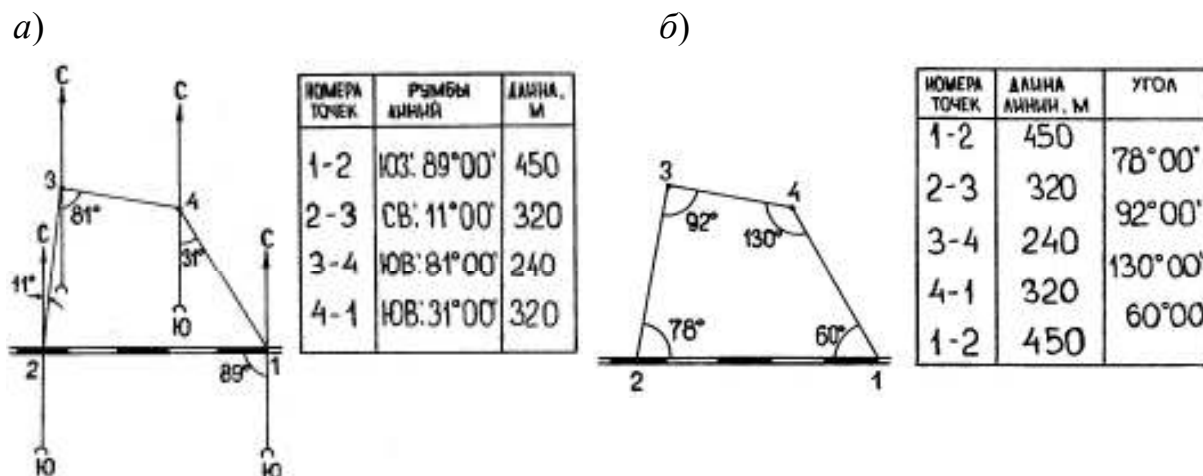 а)
б)
С
С
3
4
81°
31°
С
С
11°
Ю
2
89°
1
Ю
Ю
НОМЕРА ТОЧЕК РУМБЫ ЛИНИЙ ДЛИНА, М
1-2 ЮЗ: 89°00' 450
2-3 СВ: 11°00' 320
3-4 ЮВ: 81°00' 240
4-1 ЮВ: 31°00' 320
3
4
92°
130°
78°
60°
2
1
НОМЕРА ТОЧЕК ДЛИНА ЛИНИИ, М УГОЛ
1-2 450
78°00'
2-3 320
92°00'
3-4 240
130°00'
4-1 320
60°00
1-2 450